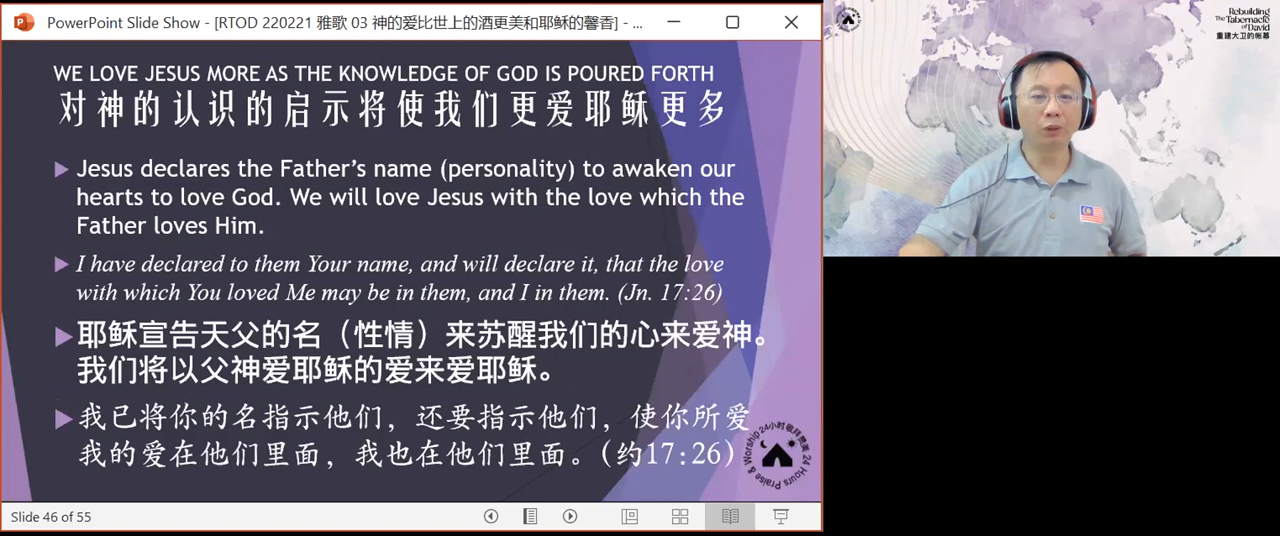 PowerPoint Slide Show - [RTOD 220221 雅歌 03 神的爱比世上的酒更美和耶稣的馨香] - ...
WE LOVE JESUS MORE AS THE KNOWLEDGE OF GOD IS POURED FORTH
对神的认识的启示将使我们更爱耶稣更多
Jesus declares the Father’s name (personality) to awaken our
hearts to love God. We will love Jesus with the love which the
Father loves Him.
I have declared to them Your name, and will declare it, that the love
with which You loved Me may be in them, and I in them. (Jn. 17:26)
耶稣宣告天父的名（性情）来苏醒我们的心来爱神。
我们将以父神爱耶稣的爱来爱耶稣。
我已将你的名指示他们，还要指示他们，使你所爱
我的爱在他们里面，我也在他们里面。(约17:26)
24小时敬拜赞美
24 Hours Praise & Worship
Slide 46 of 55
Rebuilding
The Tabernacle
of David
重建大卫的帐幕